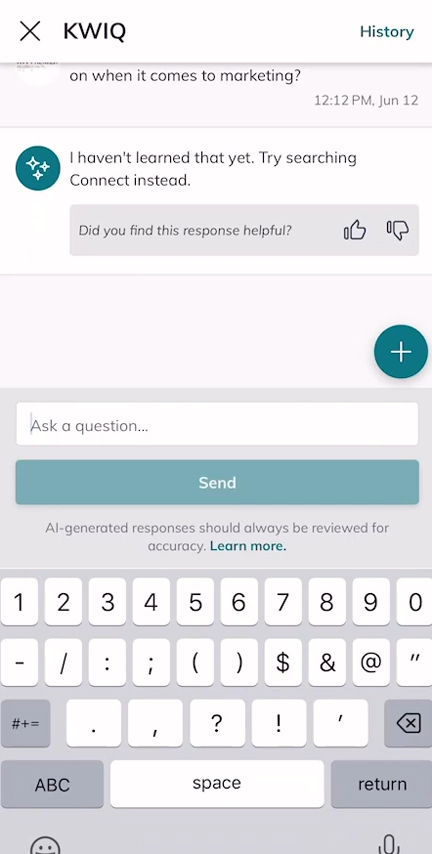 KWIQ
History
on when it comes to marketing?
12:12 PM, Jun 12
I haven't learned that yet. Try searching
Connect instead.
Did you find this response helpful?
Ask a question...
Send
AI-generated responses should always be reviewed for
accuracy. Learn more.
1 2 3 4 5 6 7 8 9 0
- / : ; ( ) $ & @ "
#+= . , ? ! '
ABC space return